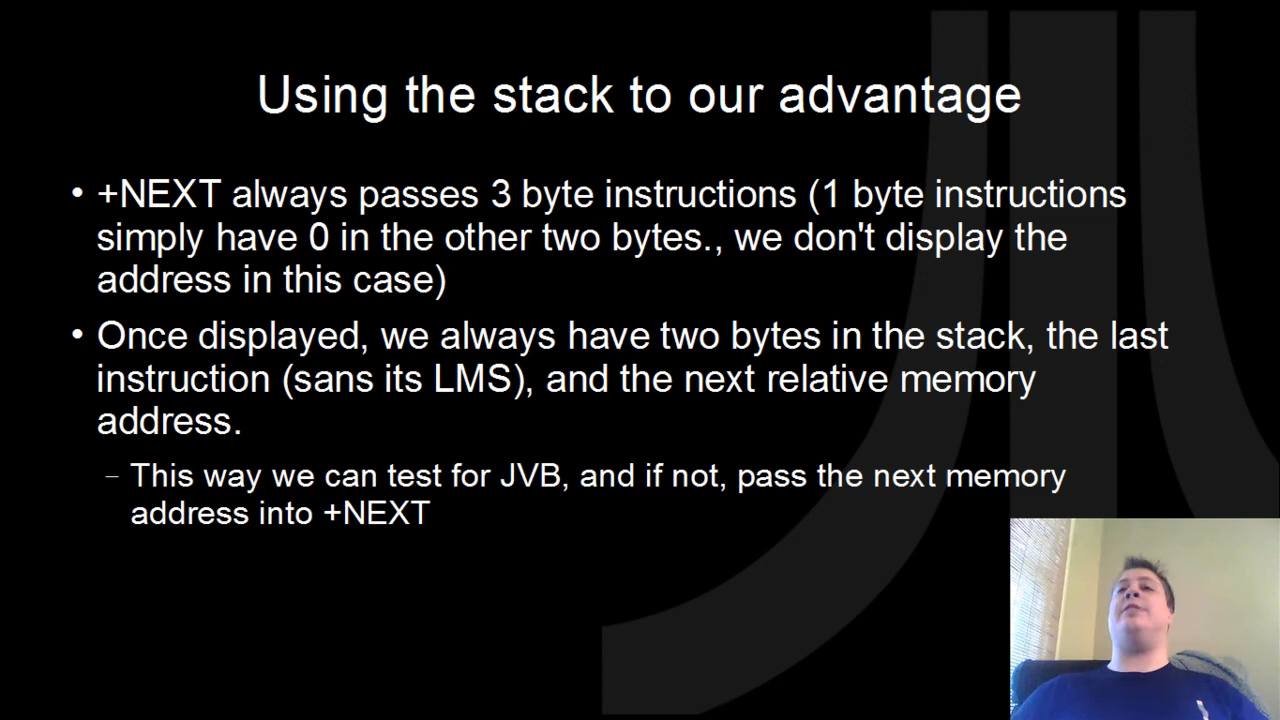 Using the stack to our advantage
• +NEXT always passes 3 byte instructions (1 byte instructions
simply have 0 in the other two bytes., we don't display the
address in this case)
• Once displayed, we always have two bytes in the stack, the last
instruction (sans its LMS), and the next relative memory
address.
– This way we can test for JVB, and if not, pass the next memory
address into +NEXT